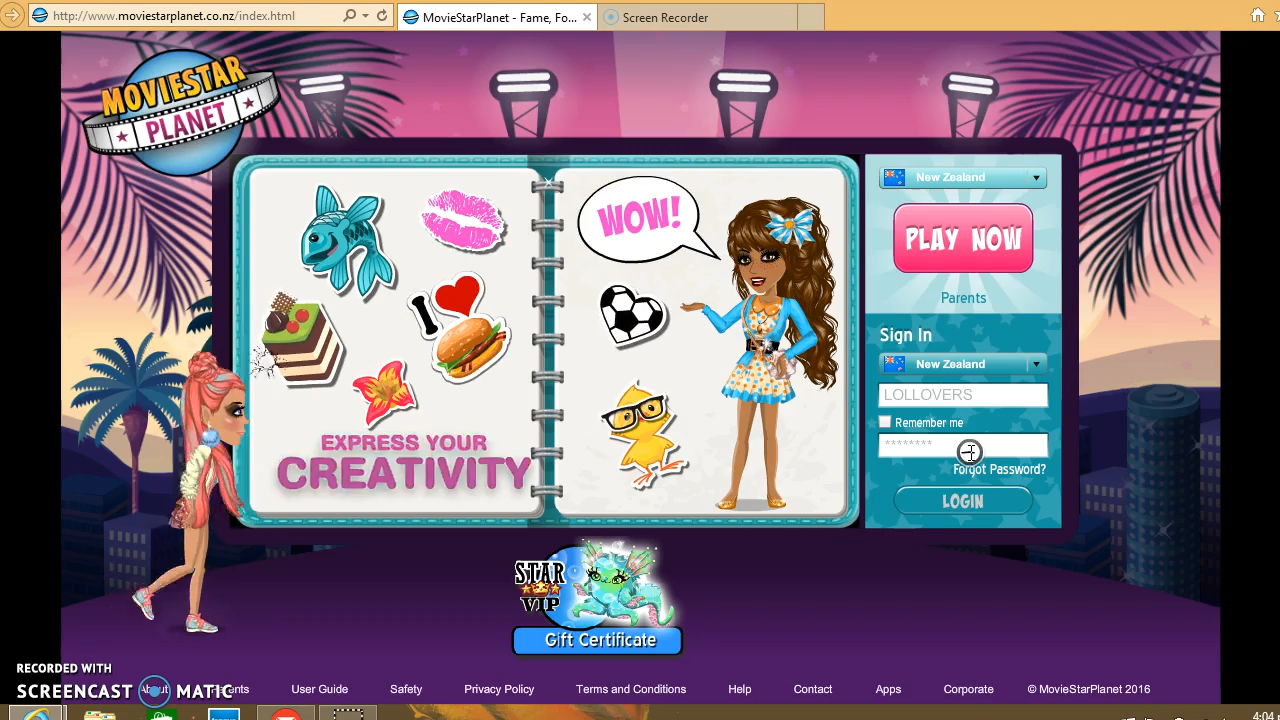 http://www.moviestarplanet.co.nz/index.html
MovieStarPlanet - Fame, Fo...
Screen Recorder
MOVIESTAR
PLANET
WOW!
I
EXPRESS YOUR
CREATIVITY
New Zealand
PLAY NOW
Parents
Sign In
New Zealand
LOLLOVERS
Remember me
********
Forgot Password?
LOGIN
STAR
VIP
Gift Certificate
RECORDED WITH
SCREENCAST MATIC
About Parents User Guide Safety Privacy Policy Terms and Conditions Help Contact Apps Corporate © MovieStarPlanet 2016
4:04